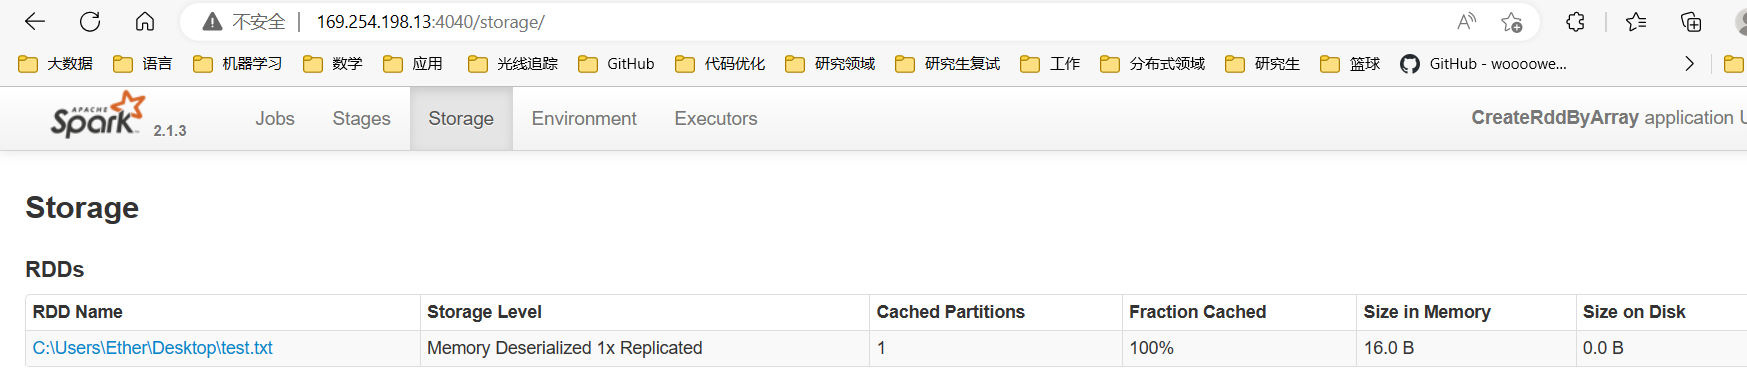 不安全 169.254.198.13:4040/storage/
大数据 语言 机器学习 数学 应用 光线追踪 GitHub 代码优化 研究领域 研究生复试 工作 分布式领域 研究生 篮球 GitHub - woooowe...
APACHE Spark 2.1.3 Jobs Stages Storage Environment Executors CreateRddByArray application U
Storage
RDDs
RDD Name Storage Level Cached Partitions Fraction Cached Size in Memory Size on Disk
C:\Users\Ether\Desktop\test.txt Memory Deserialized 1x Replicated 1 100% 16.0 B 0.0 B